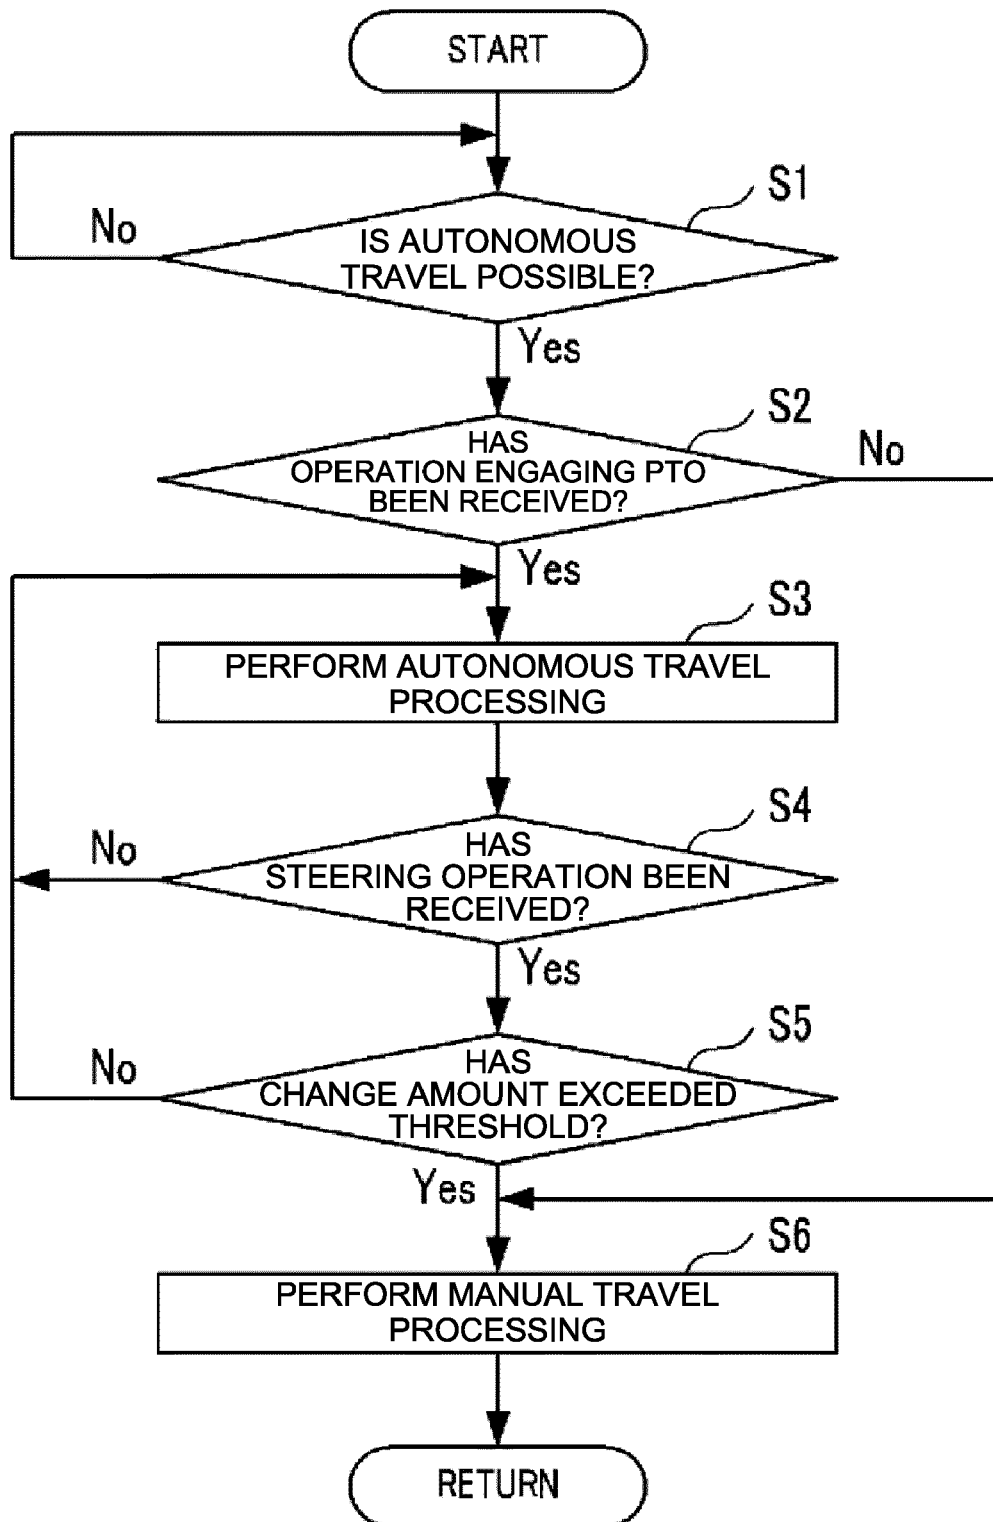 START
S1
No
IS AUTONOMOUS
TRAVEL POSSIBLE?
Yes
S2
HAS
OPERATION ENGAGING PTO
BEEN RECEIVED?
No
Yes
S3
PERFORM AUTONOMOUS TRAVEL
PROCESSING
S4
No
HAS
STEERING OPERATION BEEN
RECEIVED?
Yes
S5
No
HAS
CHANGE AMOUNT EXCEEDED
THRESHOLD?
Yes
S6
PERFORM MANUAL TRAVEL
PROCESSING
RETURN